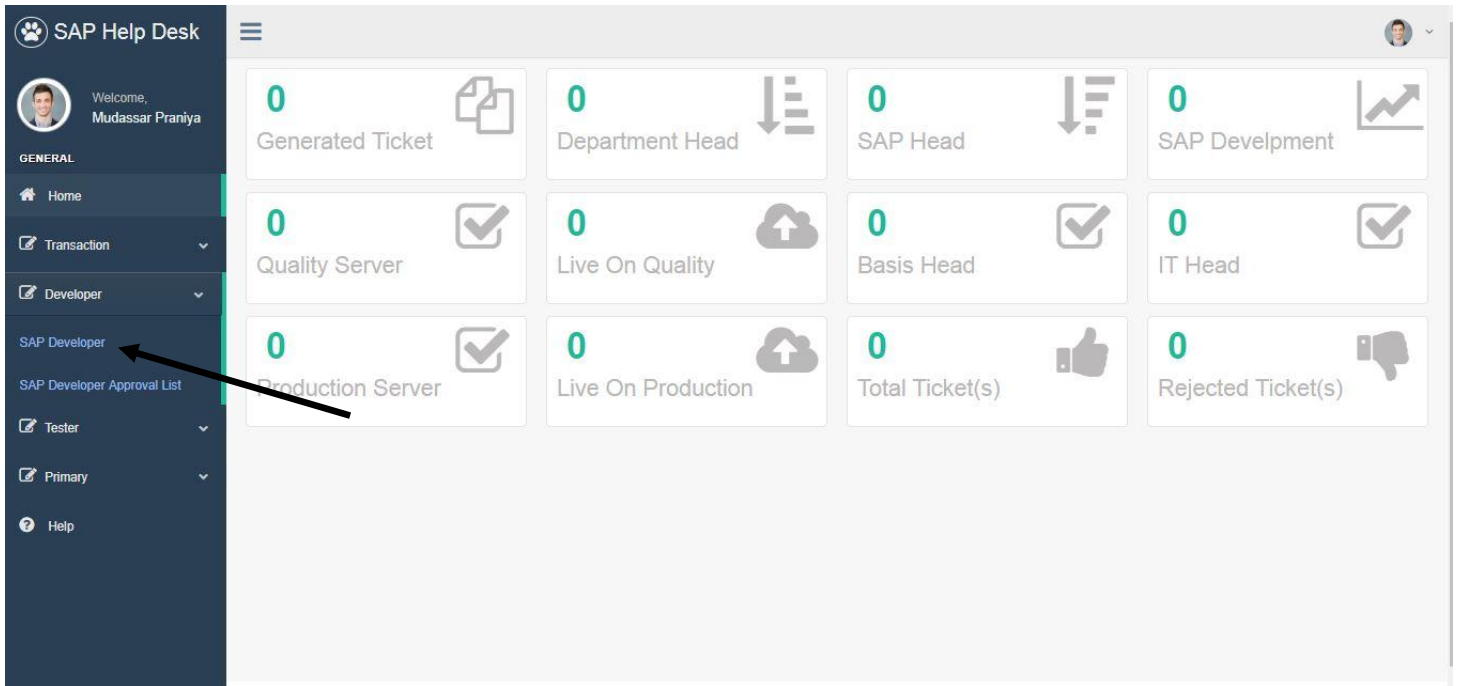 SAP Help Desk
Welcome,
Mudassar Praniya
GENERAL
Home
Transaction
Developer
SAP Developer
SAP Developer Approval List
Tester
Primary
Help
0
Generated Ticket
0
Department Head
0
SAP Head
0
SAP Develpment
0
Quality Server
0
Live On Quality
0
Basis Head
0
IT Head
0
Production Server
0
Live On Production
0
Total Ticket(s)
0
Rejected Ticket(s)